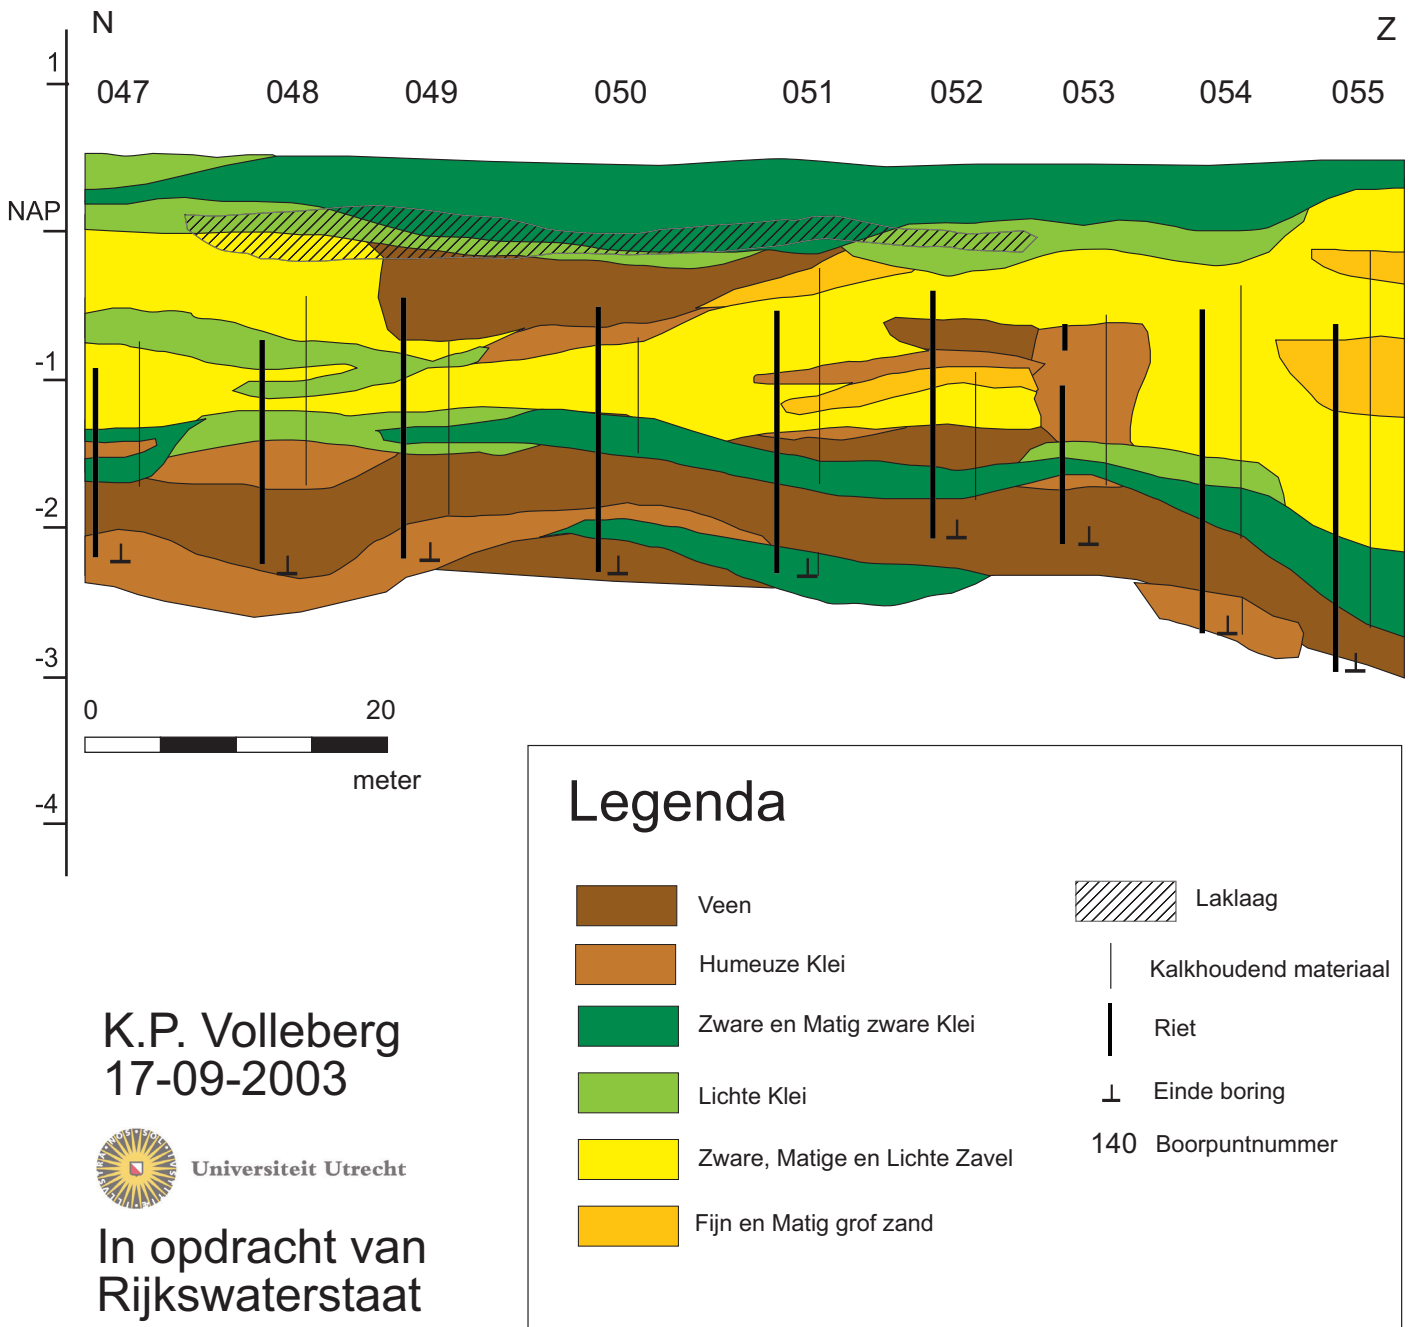 N
Z
1
047 048 049 050 051 052 053 054 055
NAP
-1
-2
-3
-4
0 20
meter
Legenda
Veen
Humeuze Klei
Zware en Matig zware Klei
Lichte Klei
Zware, Matige en Lichte Zavel
Fijn en Matig grof zand
Laklaag
Kalkhoudend materiaal
Riet
Einde boring
140 Boorpuntnummer
K.P. Volleberg
17-09-2003
Universiteit Utrecht
In opdracht van
Rijkswaterstaat